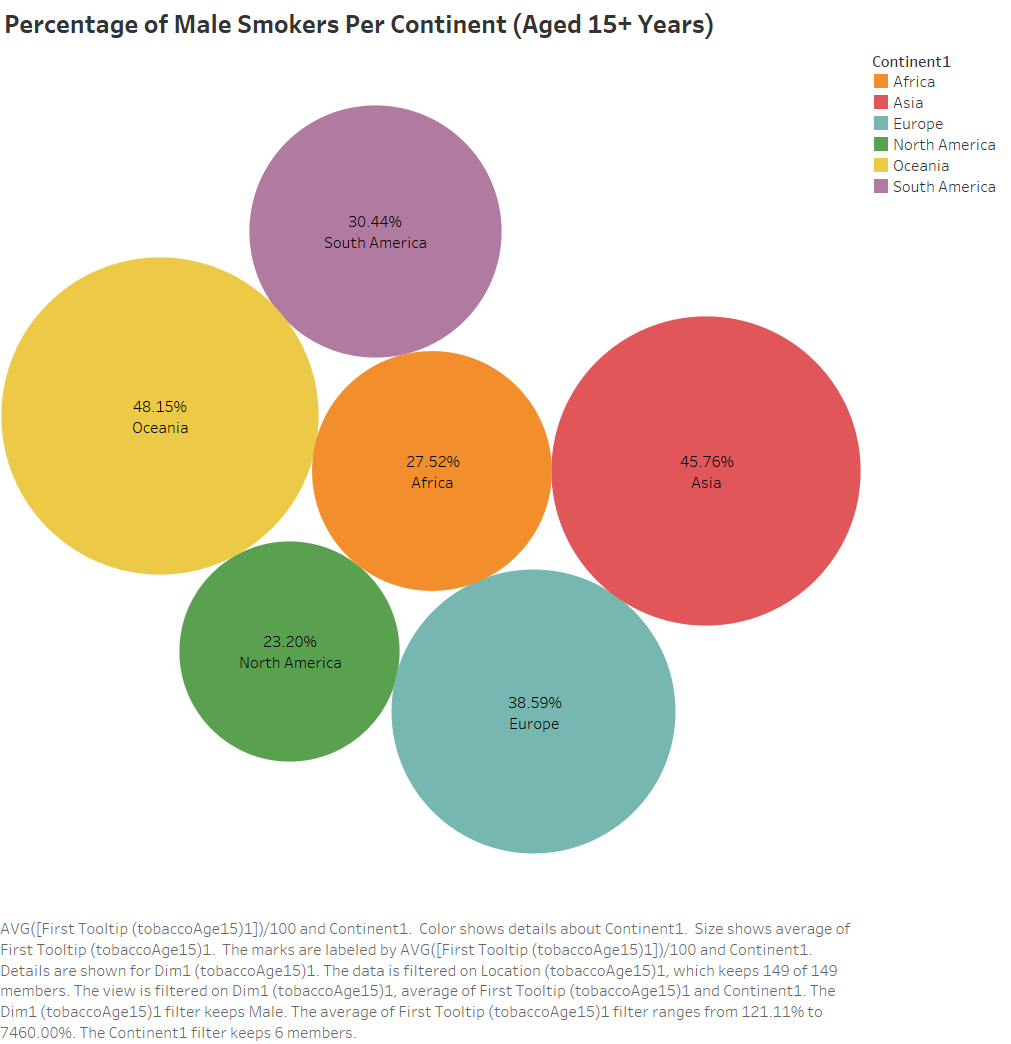 Percentage of Male Smokers Per Continent (Aged 15+ Years)
Continent1
Africa
Asia
Europe
North America
Oceania
South America
30.44%
South America
48.15%
Oceania
27.52%
Africa
45.76%
Asia
23.20%
North America
38.59%
Europe
AVG([First Tooltip (tobaccoAge15)1])/100 and Continent1.  Color shows details about Continent1.  Size shows average of
First Tooltip (tobaccoAge15)1.  The marks are labeled by AVG([First Tooltip (tobaccoAge15)1])/100 and Continent1.
Details are shown for Dim1 (tobaccoAge15)1. The data is filtered on Location (tobaccoAge15)1, which keeps 149 of 149
members. The view is filtered on Dim1 (tobaccoAge15)1, average of First Tooltip (tobaccoAge15)1 and Continent1. The
Dim1 (tobaccoAge15)1 filter keeps Male. The average of First Tooltip (tobaccoAge15)1 filter ranges from 121.11% to
7460.00%. The Continent1 filter keeps 6 members.